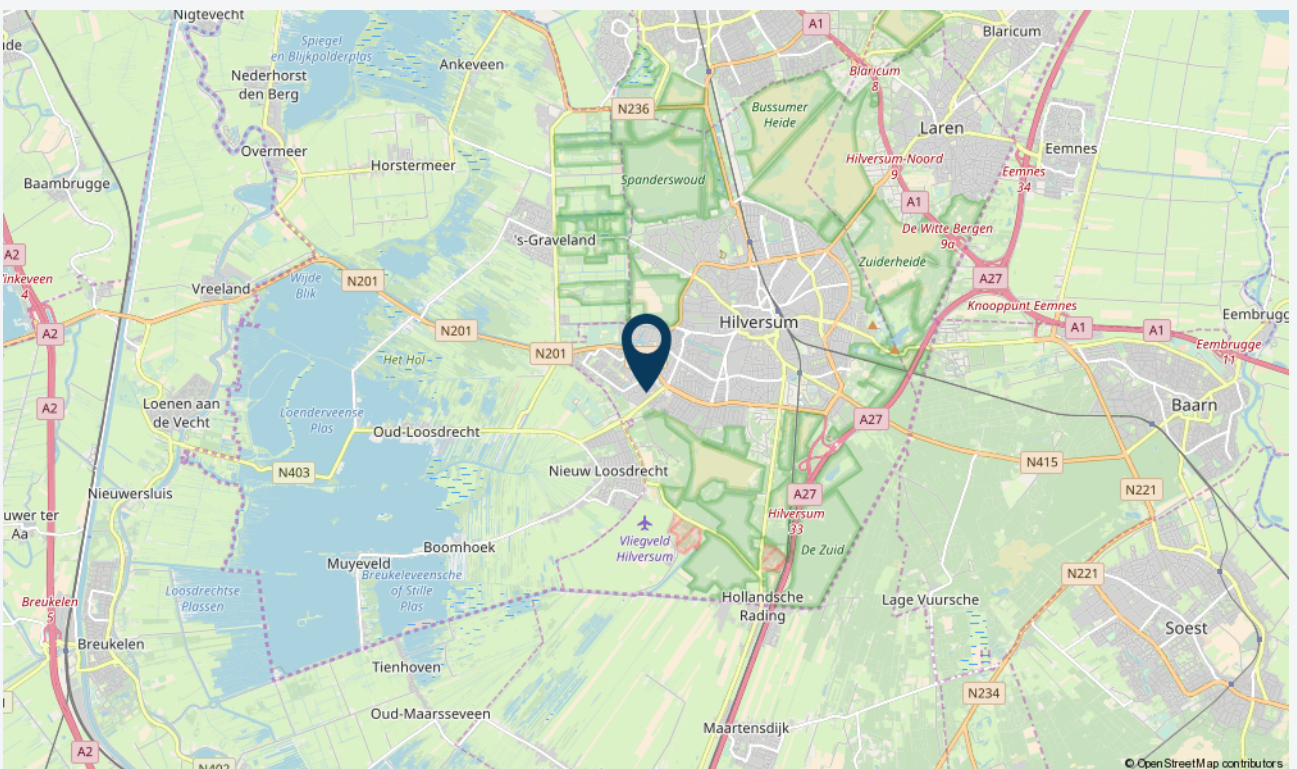 Nigtevecht
A1
Blaricum
Spiegel
en Blijkpolderplas
Ankeveen
Blaricum
8
Nederhorst
den Berg
N236
Bussumer
Heide
Laren
Emnes
Overmeer
Horstermeer
Hilversum-Noord
9
Eemnes
34
Baambrugge
Spanderswoud
A1
's-Graveland
De Witte Bergen
9a
A2
Zuiderheide
A27
Vreeland
Wijde
Blik
N201
4
Knooppunt Eemnes
A2
N201
Hilversum
A1
A1
N201
Eembrugge
11
Het Hol
A2
Loenen aan
de Vecht
Loenderveense
Plas
Baarn
A27
Oud-Loosdrecht
N403
Nieuw Loosdrecht
N415
N221
Nieuwersluis
A27
Hilversum
33
Aa
Vliegveld
Hilversum
Boomhoek
De Zuid
Muyeveld
Breukeleveensche
of Stille
Plas
N221
Loosdrechtse
Plassen
Hollandsche
Rading
Lage Vuursche
Breukelen
5
Soest
Breukelen
Tienhoven
N234
Oud-Maarsseveen
Maartensdijk
A2
© OpenStreetMap contributors